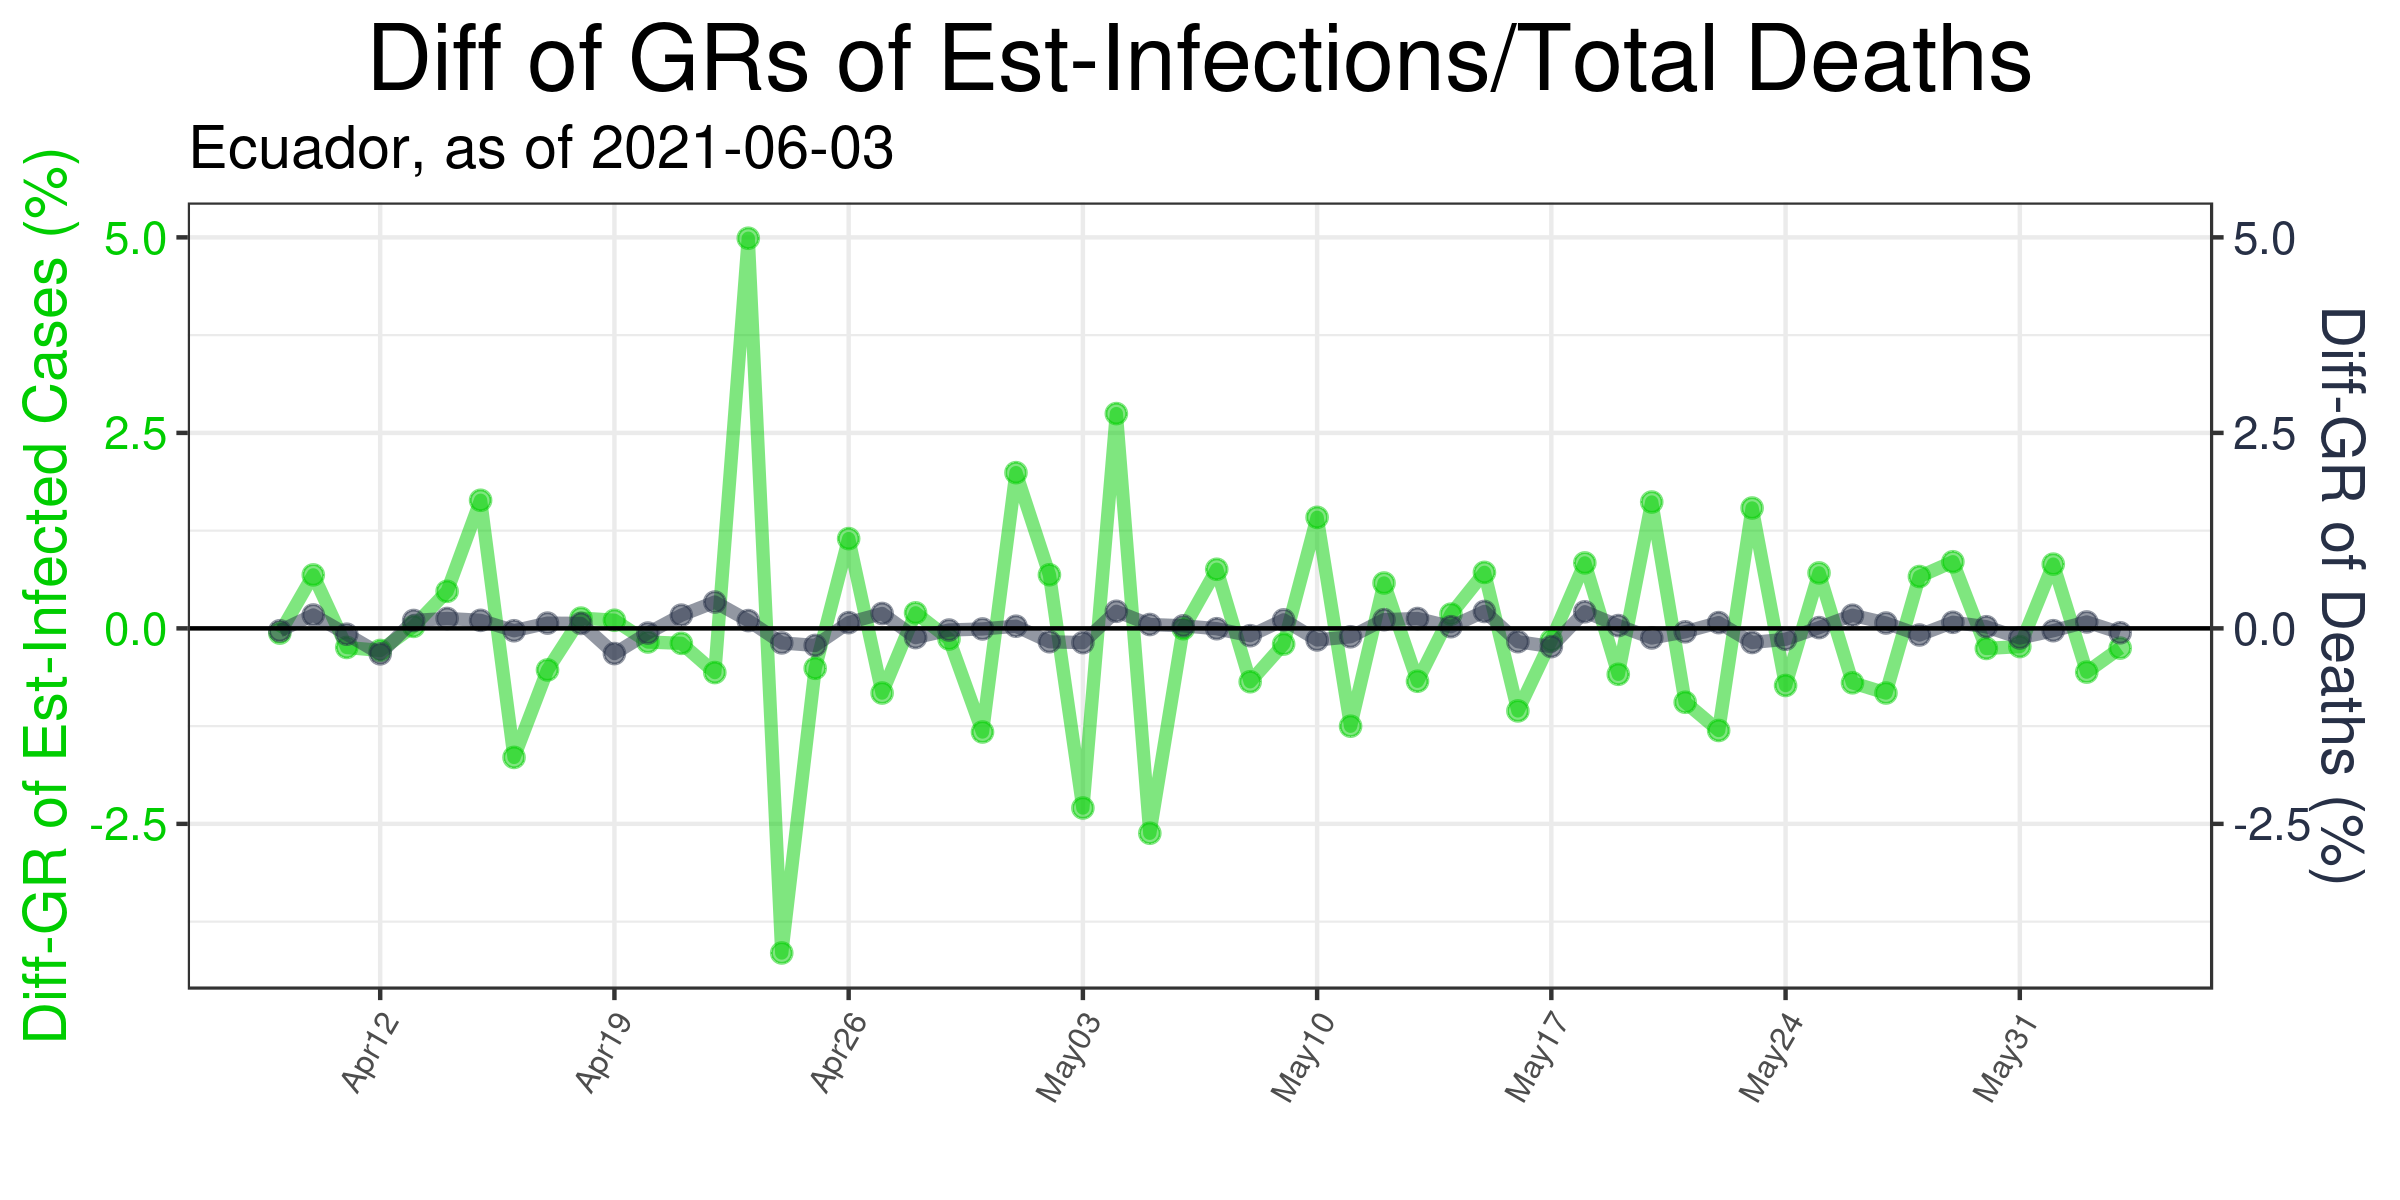 Diff of GRs of Est-Infections/Total Deaths
Ecuador, as of 2021-06-03
Diff-GR of Est-Infected Cases (%)
5.0
2.5
0.0
-2.5
5.0
2.5
0.0
-2.5
Diff-GR of Deaths (%)
Apr12
Apr19
Apr26
May03
May10
May17
May24
May31